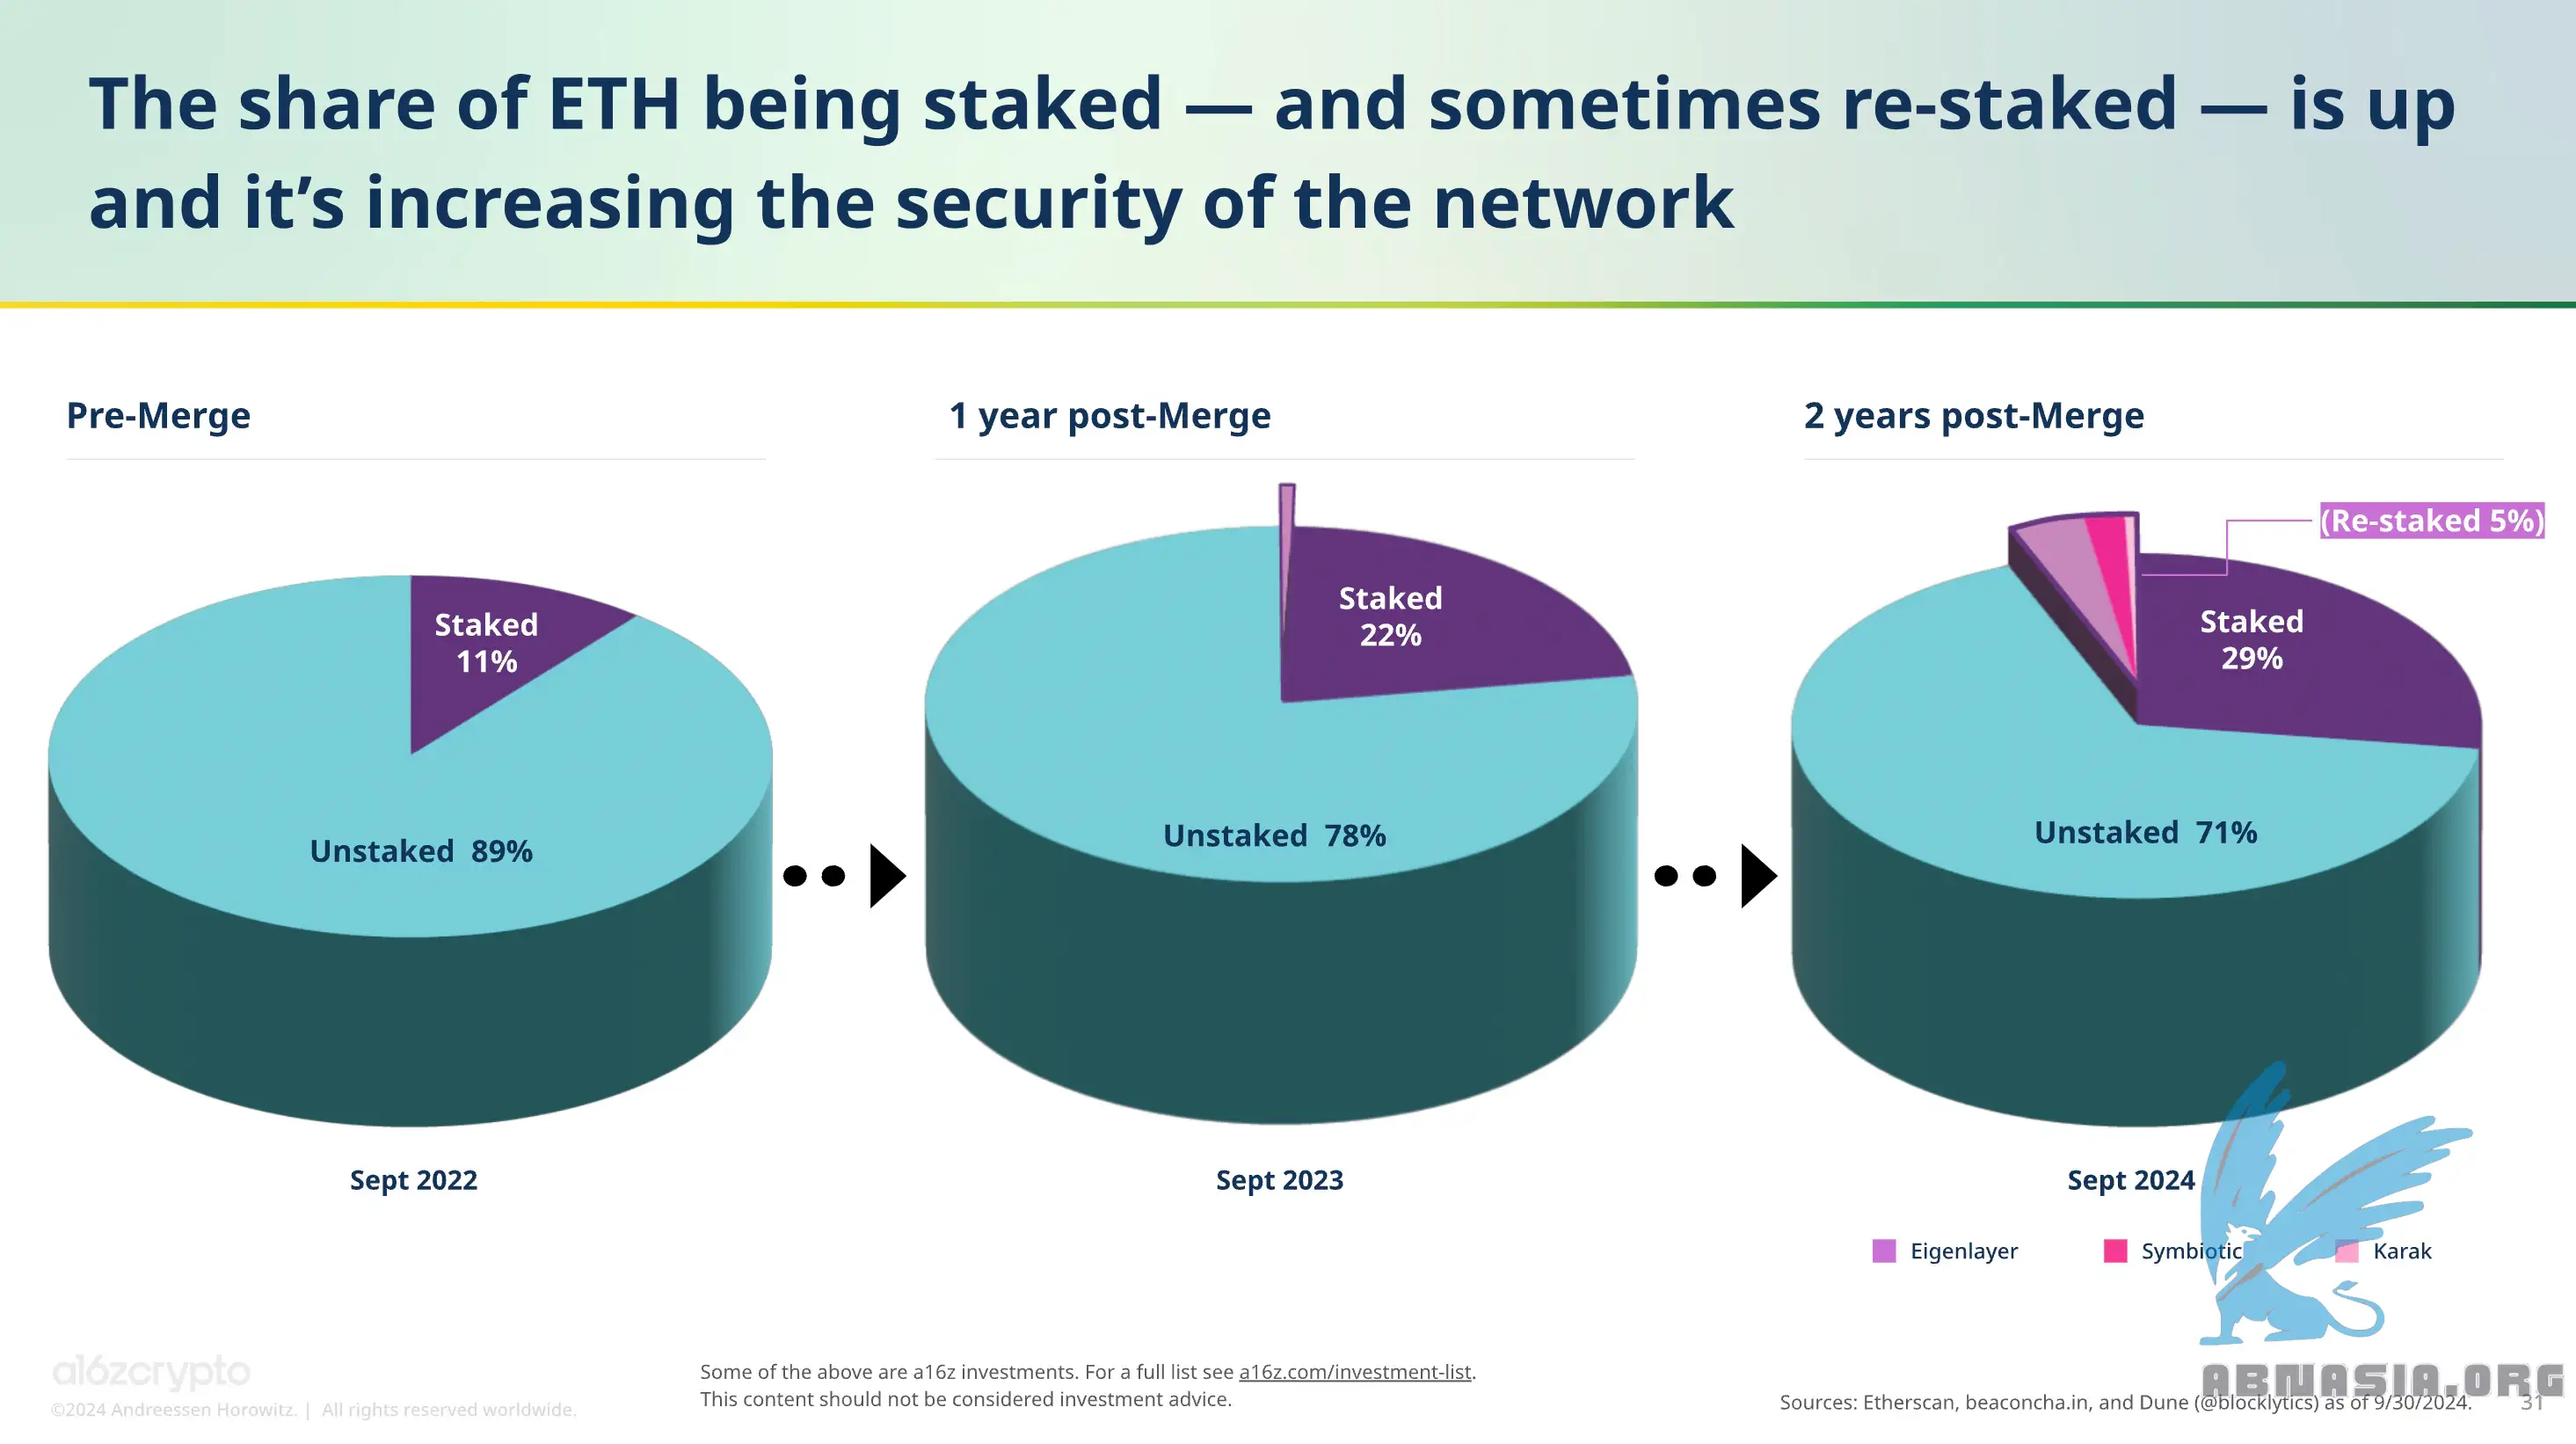 The share of ETH being staked — and sometimes re-staked — is up
and it’s increasing the security of the network
Pre-Merge
1 year post-Merge
2 years post-Merge
(Re-staked 5%)
Staked
11%
Unstaked 89%
Staked
22%
Unstaked 78%
Staked
29%
Unstaked 71%
Sept 2022
Sept 2023
Sept 2024
Eigenlayer
Symbiotic
Karak
a16zcrypto
©2024 Andreessen Horowitz. | All rights reserved worldwide.
Some of the above are a16z investments. For a full list see a16z.com/investment-list.
This content should not be considered investment advice.
ABNASIA.ORG
Sources: Etherscan, beaconcha.in, and Dune (@blocklytics) as of 9/30/2024.
31